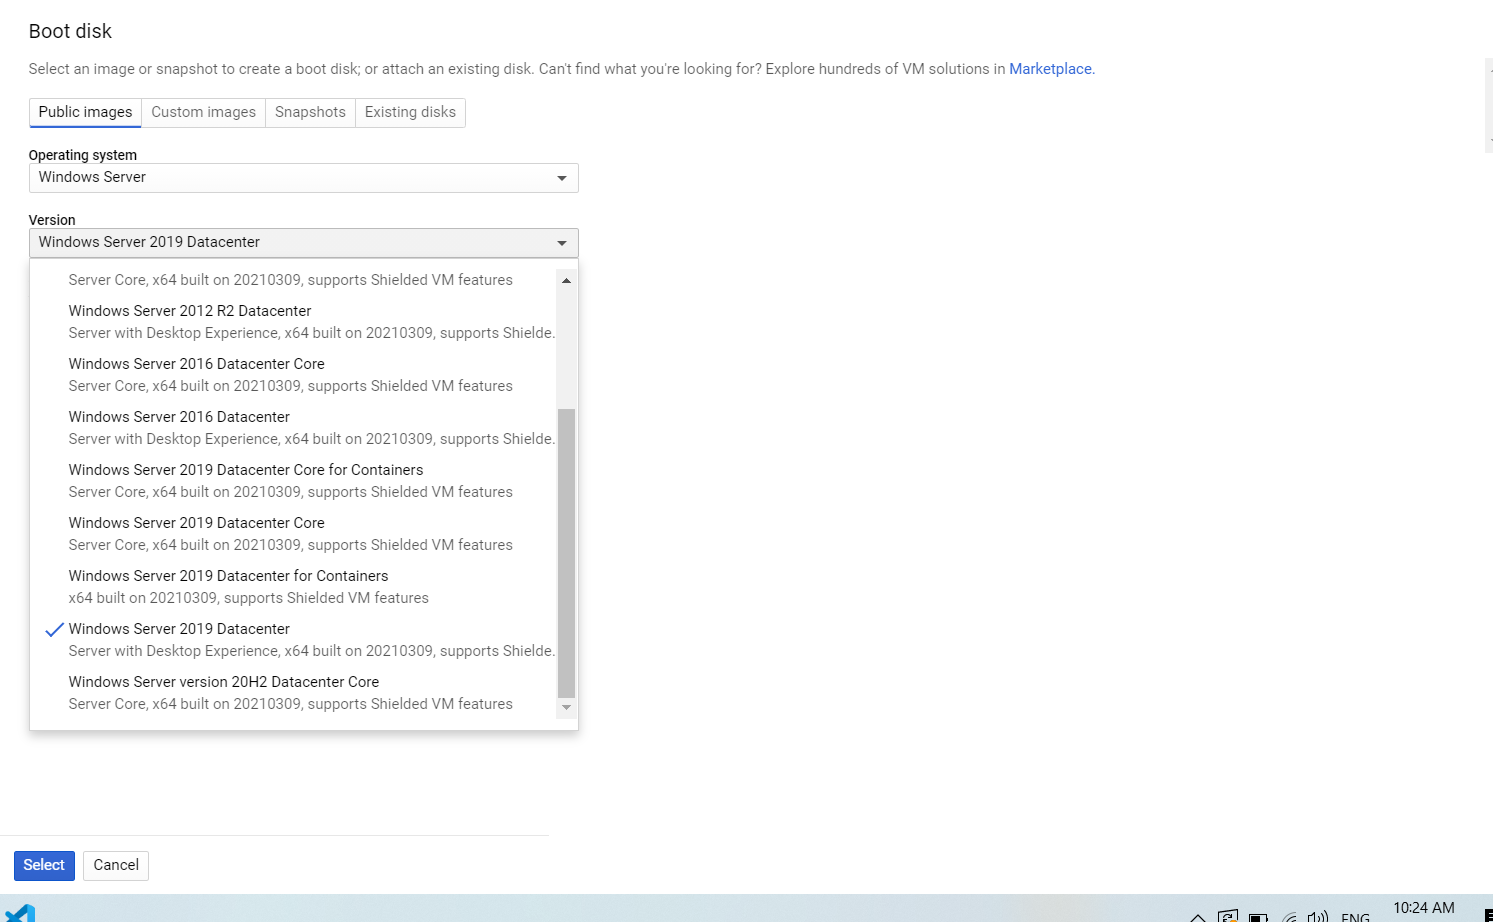 Boot disk
Select an image or snapshot to create a boot disk; or attach an existing disk. Can't find what you're looking for? Explore hundreds of VM solutions in Marketplace.
Public images Custom images Snapshots Existing disks
Operating system
Windows Server
Version
Windows Server 2019 Datacenter
Server Core, x64 built on 20210309, supports Shielded VM features
Windows Server 2012 R2 Datacenter
Server with Desktop Experience, x64 built on 20210309, supports Shielde.
Windows Server 2016 Datacenter Core
Server Core, x64 built on 20210309, supports Shielded VM features
Windows Server 2016 Datacenter
Server with Desktop Experience, x64 built on 20210309, supports Shielde.
Windows Server 2019 Datacenter Core for Containers
Server Core, x64 built on 20210309, supports Shielded VM features
Windows Server 2019 Datacenter Core
Server Core, x64 built on 20210309, supports Shielded VM features
Windows Server 2019 Datacenter for Containers
x64 built on 20210309, supports Shielded VM features
Windows Server 2019 Datacenter
Server with Desktop Experience, x64 built on 20210309, supports Shielde.
Windows Server version 20H2 Datacenter Core
Server Core, x64 built on 20210309, supports Shielded VM features
Select Cancel
10:24 AM
ENG